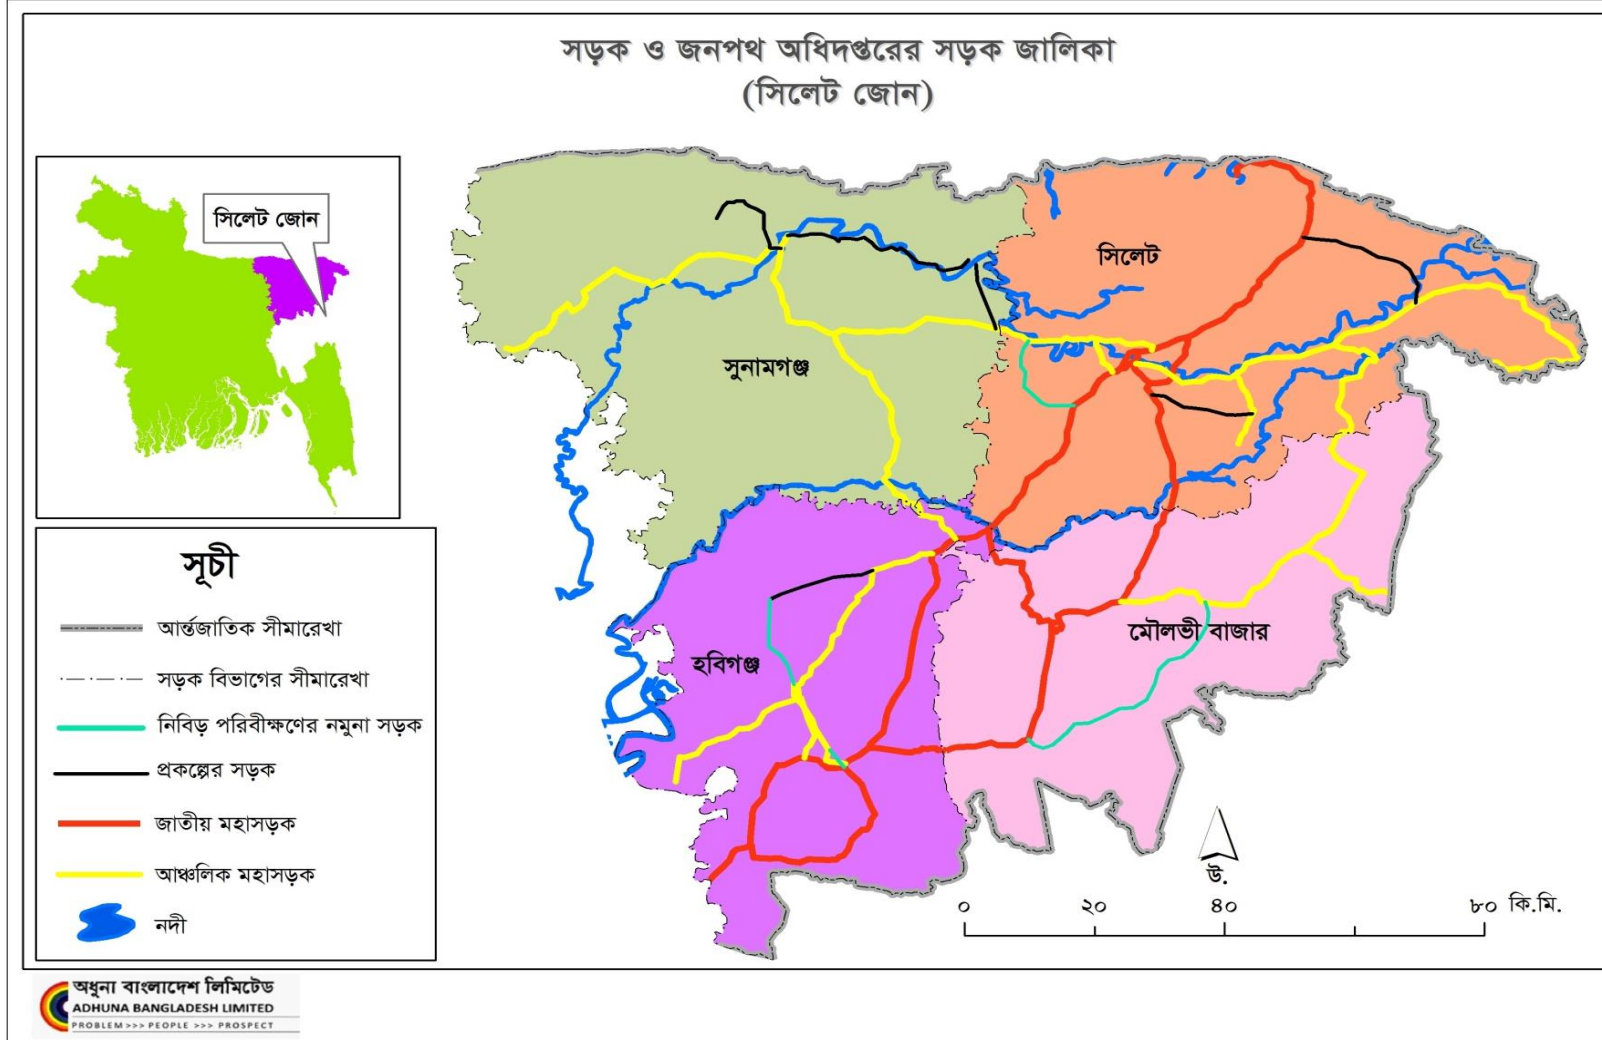 সড়ক ও জনপথ অধিদপ্তরের সড়ক জালিকা
(সিলেট জোন)
সিলেট জোন
সিলেট
সুনামগঞ্জ
হবিগঞ্জ
মৌলভী বাজার
সূচী
আর্ন্তজাতিক সীমারেখা
সড়ক বিভাগের সীমারেখা
নিবিড় পরিবীক্ষণের নমুনা সড়ক
প্রকল্পের সড়ক
জাতীয় মহাসড়ক
আঞ্চলিক মহাসড়ক
নদী
উ.
০ ২০ ৪০ ৮০ কি.মি.
অধুনা বাংলাদেশ লিমিটেড
ADHUNA BANGLADESH LIMITED
PROBLEM >>> PEOPLE >>> PROSPECT